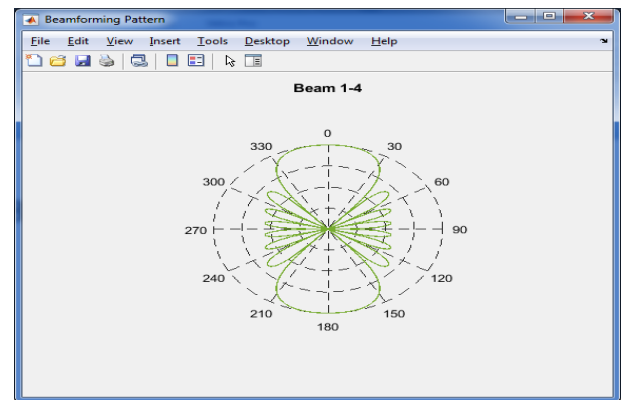 Beamforming Pattern
File Edit View Insert Tools Desktop Window Help
Beam 1-4
0
330 30
300 60
270 90
240 120
210 150
180